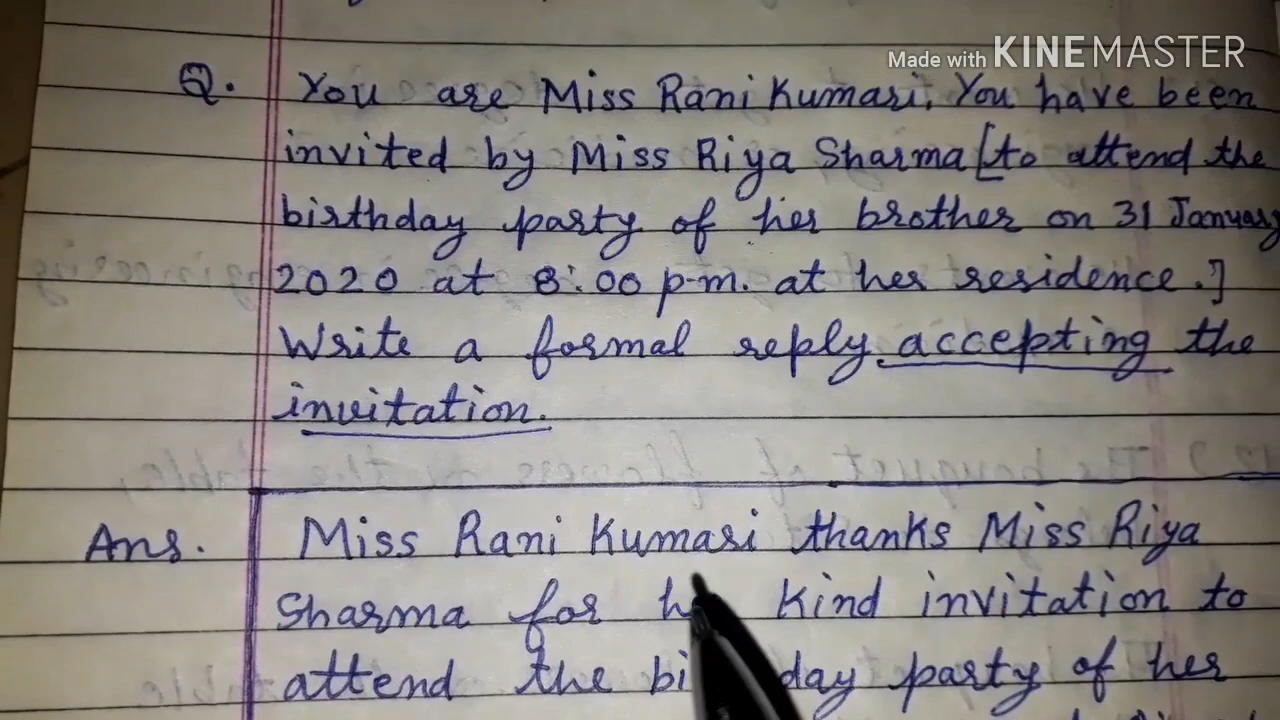 Made with KINEMASTER
Q. You are Miss Rani Kumari. You have been
invited by Miss Riya Sharma [to attend the
birthday party of her brother on 31 January
2020 at 8:00 p.m. at her residence.]
Write a formal reply accepting the
invitation.
Ans. Miss Rani Kumari thanks Miss Riya
Sharma for kind invitation to
attend the party of her